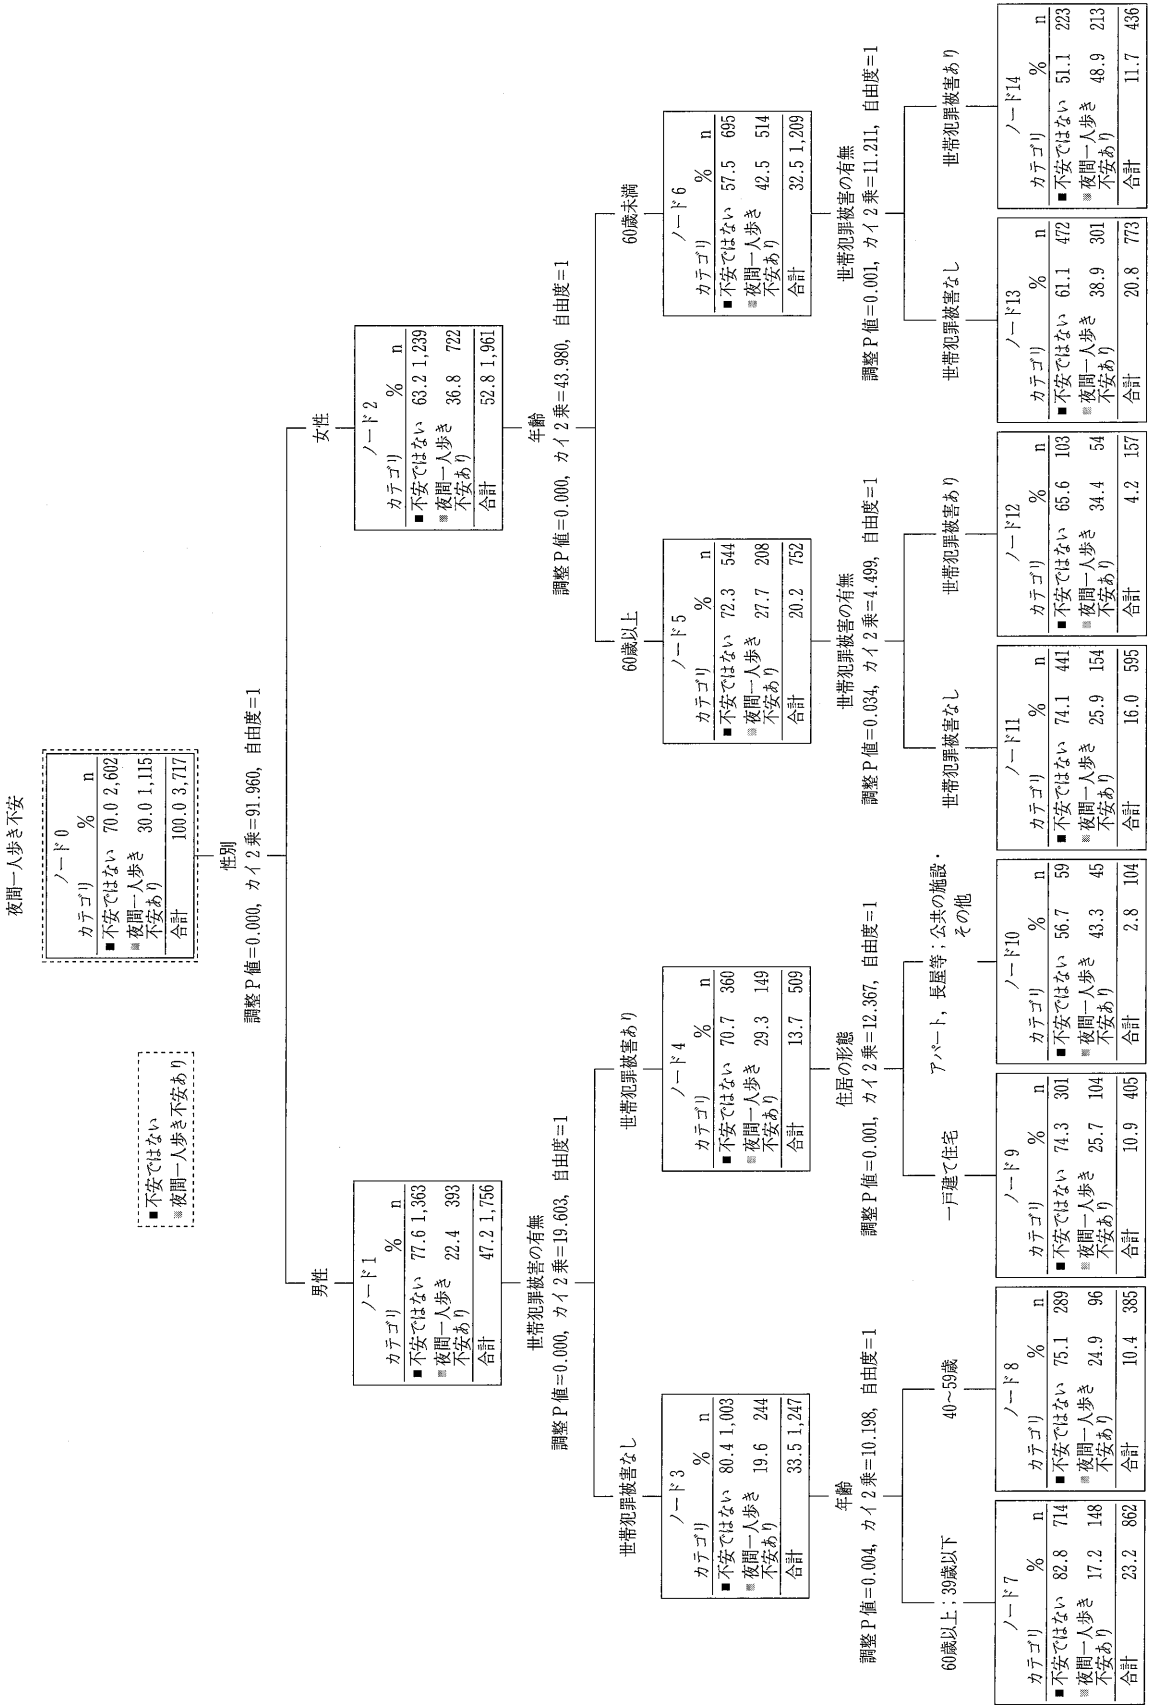 夜間一人歩き不安
■不安ではない
▒夜間一人歩き不安あり
ノード 0
カテゴリ % n
■不安ではない 70.0 2,602
▒夜間一人歩き 30.0 1,115
不安あり
合計 100.0 3,717
性別
調整P値=0.000, カイ2乗=91.960, 自由度=1
男性
女性
ノード 1
カテゴリ % n
■不安ではない 77.6 1,363
▒夜間一人歩き 22.4 393
不安あり
合計 47.2 1,756
ノード 2
カテゴリ % n
■不安ではない 63.2 1,239
▒夜間一人歩き 36.8 722
不安あり
合計 52.8 1,961
世帯犯罪被害の有無
調整P値=0.000, カイ2乗=19.603, 自由度=1
年齢
調整P値=0.000, カイ2乗=43.980, 自由度=1
世帯犯罪被害なし
世帯犯罪被害あり
60歳以上
60歳未満
ノード 3
カテゴリ % n
■不安ではない 80.4 1,003
▒夜間一人歩き 19.6 244
不安あり
合計 33.5 1,247
ノード 4
カテゴリ % n
■不安ではない 70.7 360
▒夜間一人歩き 29.3 149
不安あり
合計 13.7 509
ノード 5
カテゴリ % n
■不安ではない 72.3 544
▒夜間一人歩き 27.7 208
不安あり
合計 20.2 752
ノード 6
カテゴリ % n
■不安ではない 57.5 695
▒夜間一人歩き 42.5 514
不安あり
合計 32.5 1,209
年齢
調整P値=0.004, カイ2乗=10.198, 自由度=1
住居の形態
調整P値=0.001, カイ2乗=12.367, 自由度=1
世帯犯罪被害の有無
調整P値=0.034, カイ2乗=4.499, 自由度=1
世帯犯罪被害の有無
調整P値=0.001, カイ2乗=11.211, 自由度=1
60歳以上;39歳以下
40~59歳
一戸建て住宅
アパート,長屋等;公共の施設・
その他
世帯犯罪被害なし
世帯犯罪被害あり
世帯犯罪被害なし
世帯犯罪被害あり
ノード 7
カテゴリ % n
■不安ではない 82.8 714
▒夜間一人歩き 17.2 148
不安あり
合計 23.2 862
ノード 8
カテゴリ % n
■不安ではない 75.1 289
▒夜間一人歩き 24.9 96
不安あり
合計 10.4 385
ノード 9
カテゴリ % n
■不安ではない 74.3 301
▒夜間一人歩き 25.7 104
不安あり
合計 10.9 405
ノード10
カテゴリ % n
■不安ではない 56.7 59
▒夜間一人歩き 43.3 45
不安あり
合計 2.8 104
ノード11
カテゴリ % n
■不安ではない 74.1 441
▒夜間一人歩き 25.9 154
不安あり
合計 16.0 595
ノード12
カテゴリ % n
■不安ではない 65.6 103
▒夜間一人歩き 34.4 54
不安あり
合計 4.2 157
ノード13
カテゴリ % n
■不安ではない 61.1 472
▒夜間一人歩き 38.9 301
不安あり
合計 20.8 773
ノード14
カテゴリ % n
■不安ではない 51.1 223
▒夜間一人歩き 48.9 213
不安あり
合計 11.7 436